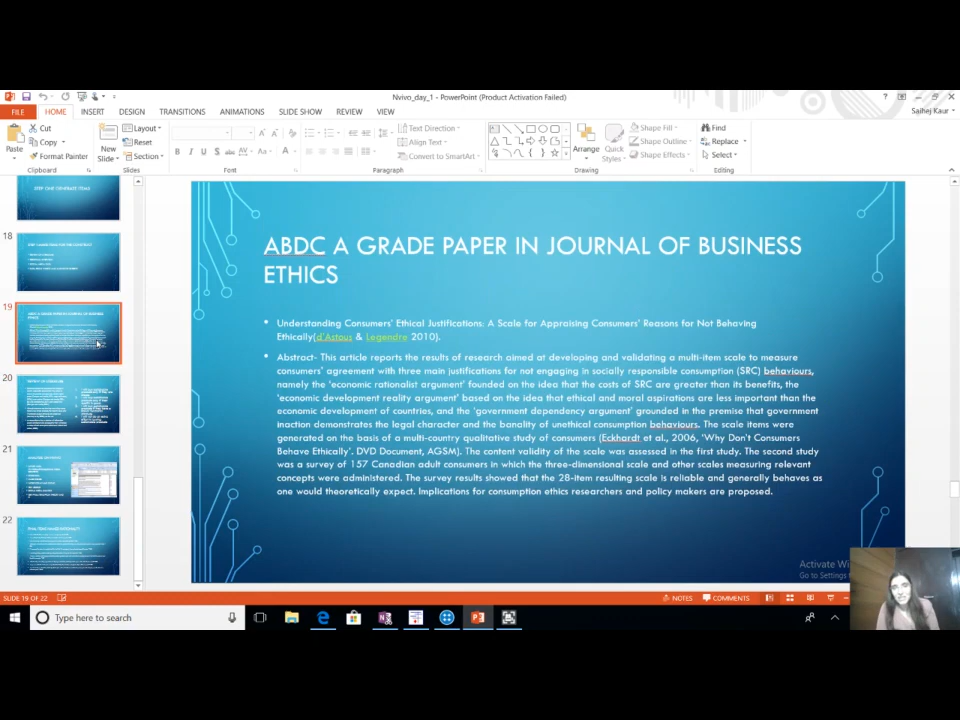 Nvivo_day_1 - PowerPoint (Product Activation Failed)
FILE HOME INSERT DESIGN TRANSITIONS ANIMATIONS SLIDE SHOW REVIEW VIEW
Sajhej Kaur
Paste
Cut
Copy
Format Painter
Clipboard
New Slide
Layout
Reset
Section
Slides
Font
Text Direction
Align Text
Convert to SmartArt
Paragraph
Arrange
Quick Styles
Shape Fill
Shape Outline
Shape Effects
Drawing
Find
Replace
Select
Editing
18
19
20
21
22
ABDC A GRADE PAPER IN JOURNAL OF BUSINESS
ETHICS
• Understanding Consumers' Ethical Justifications: A Scale for Appraising Consumers' Reasons for Not Behaving
Ethically(d'Astous & Legendre 2010).
• Abstract- This article reports the results of research aimed at developing and validating a multi-item scale to measure
consumers' agreement with three main justifications for not engaging in socially responsible consumption (SRC) behaviours,
namely the 'economic rationalist argument' founded on the idea that the costs of SRC are greater than its benefits, the
'economic development reality argument' based on the idea that ethical and moral aspirations are less important than the
economic development of countries, and the 'government dependency argument' grounded in the premise that government
inaction demonstrates the legal character and the banality of unethical consumption behaviours. The scale items were
generated on the basis of a multi-country qualitative study of consumers (Eckhardt et al., 2006, 'Why Don't Consumers
Behave Ethically'. DVD Document, AGSM). The content validity of the scale was assessed in the first study. The second study
was a survey of 157 Canadian adult consumers in which the three-dimensional scale and other scales measuring relevant
concepts were administered. The survey results showed that the 28-item resulting scale is reliable and generally behaves as
one would theoretically expect. Implications for consumption ethics researchers and policy makers are proposed.
Activate Wi
Go to Settings
SLIDE 19 OF 22
NOTES
COMMENTS
Type here to search